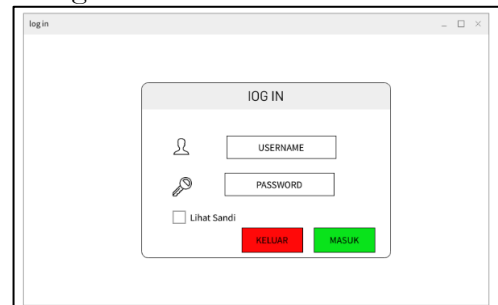 log in
IOG IN
USERNAME
PASSWORD
Lihat Sandi
KELUAR MASUK